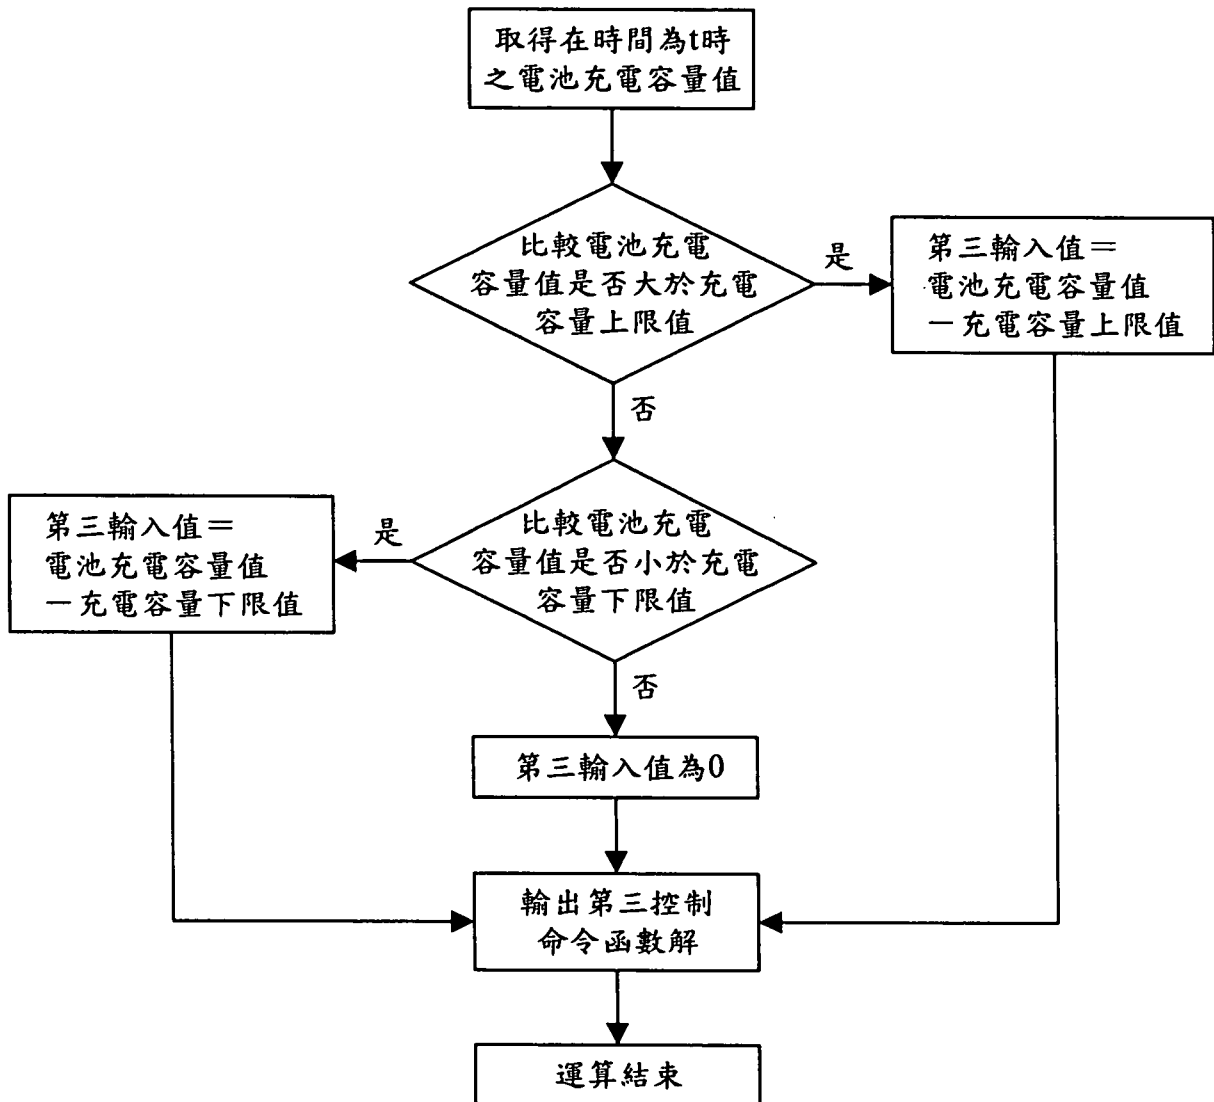 取得在時間為t時
之電池充電容量值
比較電池充電
容量值是否大於充電
容量上限值
是
第三輸入值＝
電池充電容量值
－充電容量上限值
否
比較電池充電
容量值是否小於充電
容量下限值
是
第三輸入值＝
電池充電容量值
－充電容量下限值
否
第三輸入值為0
輸出第三控制
命令函數解
運算結束